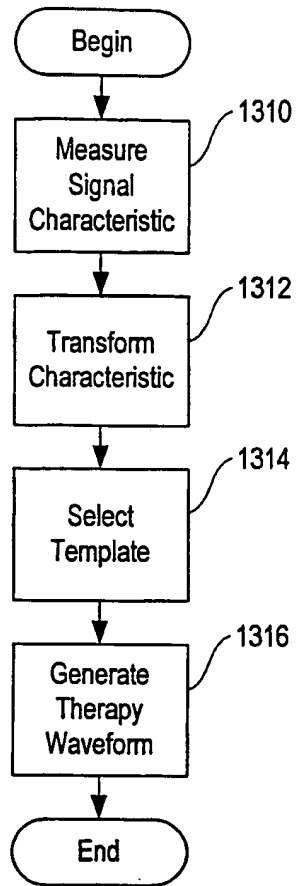 Begin
1310
Measure
Signal
Characteristic
1312
Transform
Characteristic
1314
Select
Template
1316
Generate
Therapy
Waveform
End